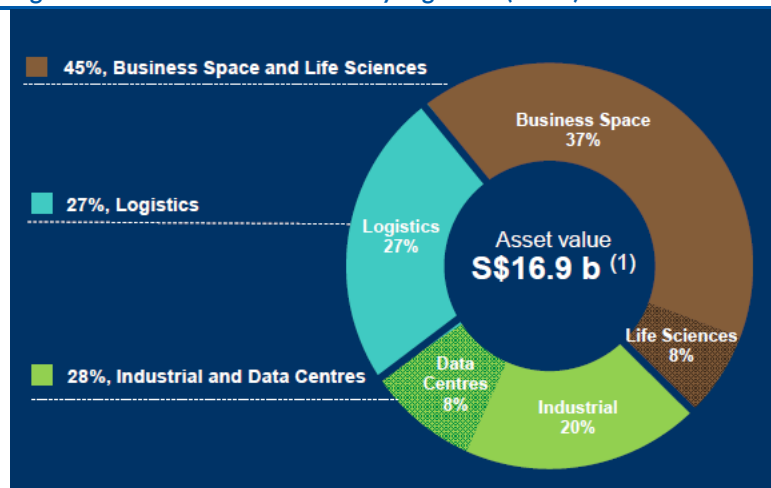 45%, Business Space and Life Sciences
27%, Logistics
28%, Industrial and Data Centres
Business Space
37%
Logistics
27%
Asset value
S$16.9 b (1)
Life Sciences
8%
Data
Centres
8%
Industrial
20%